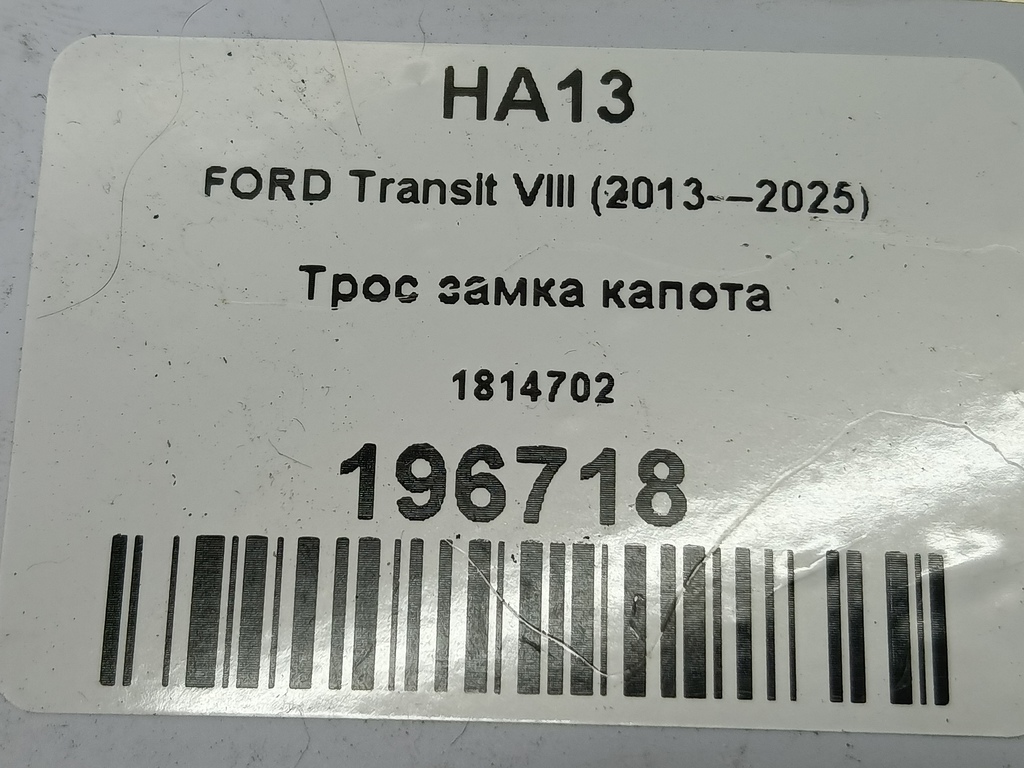 HA13
FORD Transit VIII (2013--2025)
Трос замка капота
1814702
196718